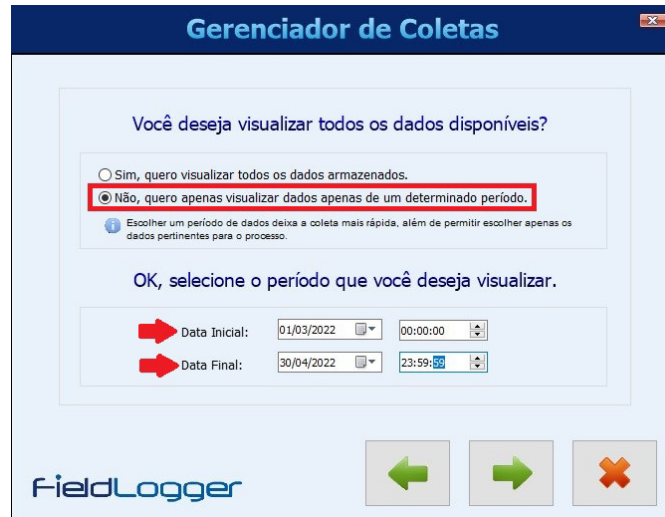 Gerenciador de Coletas
Você deseja visualizar todos os dados disponíveis?
Sim, quero visualizar todos os dados armazenados.
Não, quero apenas visualizar dados apenas de um determinado período.
Escolher um período de dados deixa a coleta mais rápida, além de permitir escolher apenas os
dados pertinentes para o processo.
OK, selecione o período que você deseja visualizar.
Data Inicial: 01/03/2022 00:00:00
Data Final: 30/04/2022 23:59:59
FieldLogger